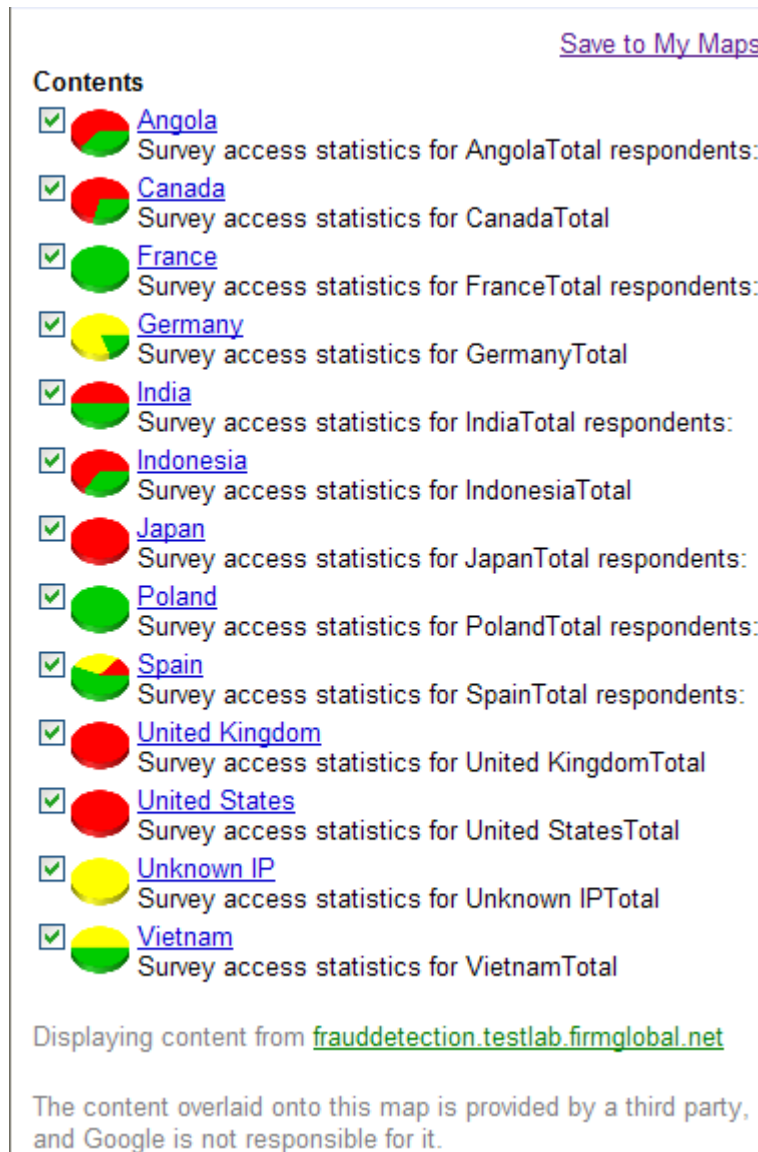 Save to My Maps
Contents
Angola
Survey access statistics for AngolaTotal respondents:
Canada
Survey access statistics for CanadaTotal
France
Survey access statistics for FranceTotal respondents:
Germany
Survey access statistics for GermanyTotal
India
Survey access statistics for IndiaTotal respondents:
Indonesia
Survey access statistics for IndonesiaTotal
Japan
Survey access statistics for JapanTotal respondents:
Poland
Survey access statistics for PolandTotal respondents:
Spain
Survey access statistics for SpainTotal respondents:
United Kingdom
Survey access statistics for United KingdomTotal
United States
Survey access statistics for United StatesTotal
Unknown IP
Survey access statistics for Unknown IPTotal
Vietnam
Survey access statistics for VietnamTotal
Displaying content from frauddetection.testlab.firmglobal.net
The content overlaid onto this map is provided by a third party,
and Google is not responsible for it.